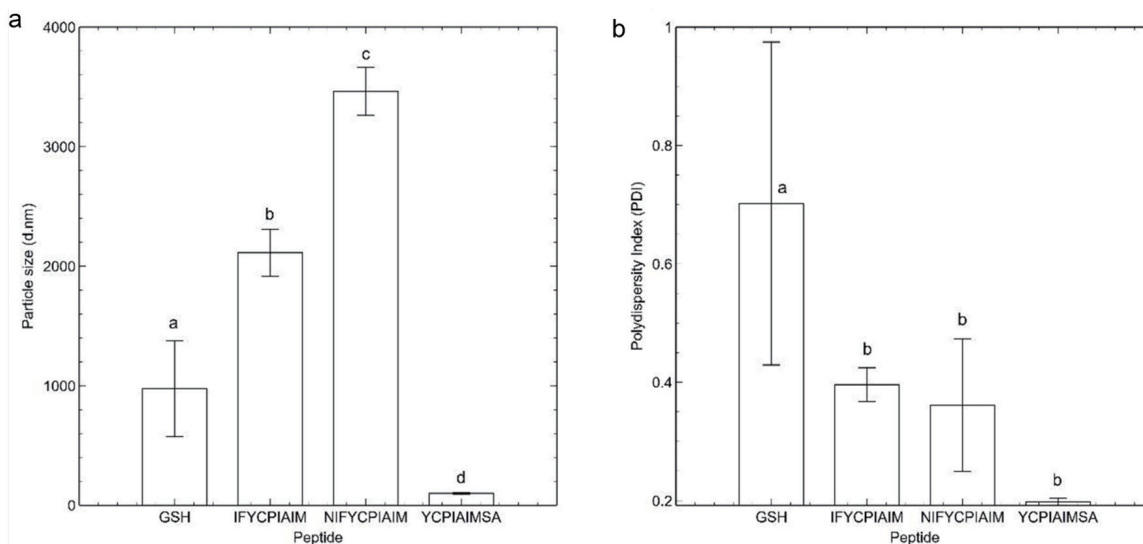 a
4000
3000
2000
1000
0
Particle size (d.nm)
a
b
c
d
GSH IFYCPIAIM NIFYCPIAIM YCPIAIMSA
Peptide
b
1
0.8
0.6
0.4
0.2
Polydispersity Index (PDI)
a
b
b
b
GSH IFYCPIAIM NIFYCPIAIM YCPIAIMSA
Peptide